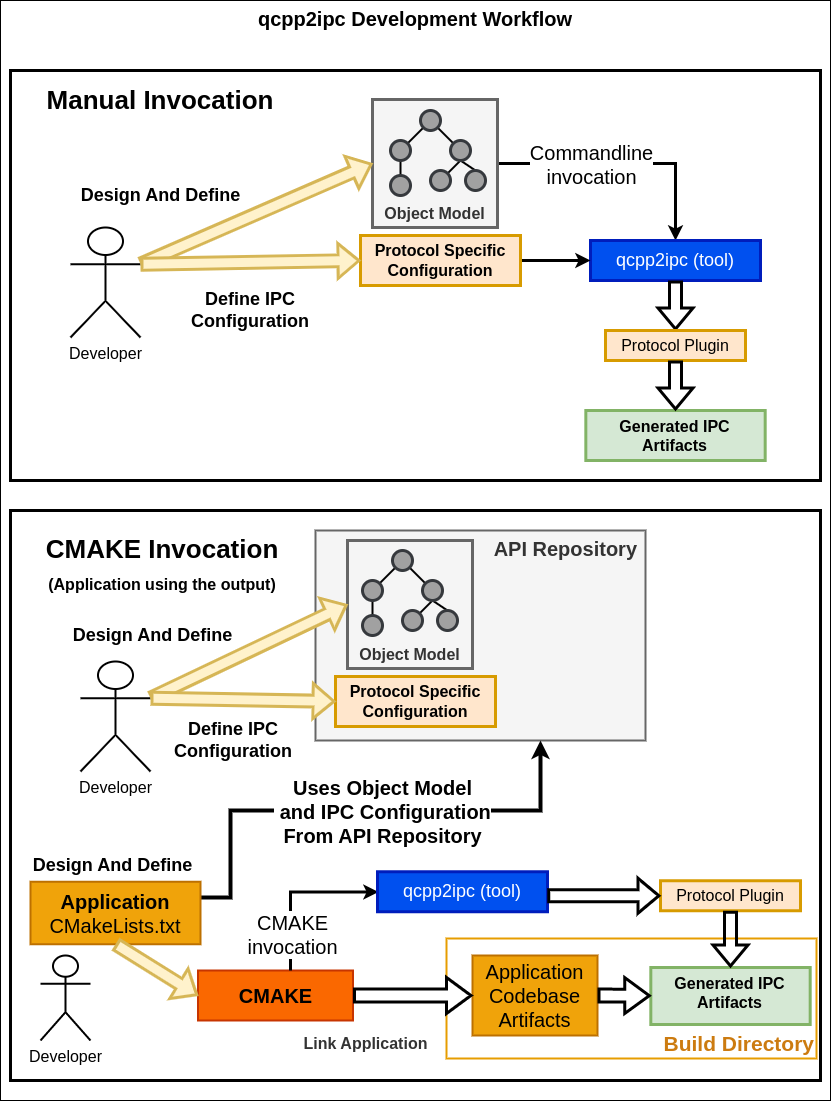 qcpp2ipc Development Workflow
Manual Invocation
Design And Define
Object Model
Commandline
invocation
Protocol Specific
Configuration
qcpp2ipc (tool)
Define IPC
Configuration
Developer
Protocol Plugin
Generated IPC
Artifacts
CMAKE Invocation
(Application using the output)
API Repository
Design And Define
Object Model
Protocol Specific
Configuration
Define IPC
Configuration
Developer
Uses Object Model
and IPC Configuration
From API Repository
Design And Define
Application
CMakeLists.txt
qcpp2ipc (tool)
Protocol Plugin
CMAKE
invocation
CMAKE
Application
Codebase
Artifacts
Generated IPC
Artifacts
Link Application
Build Directory
Developer